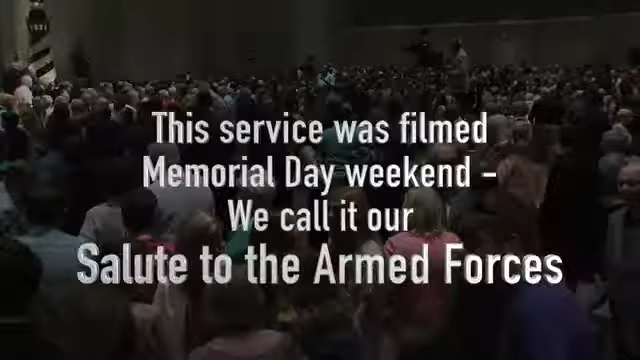 This service was filmed
Memorial Day weekend -
We call it our
Salute to the Armed Forces